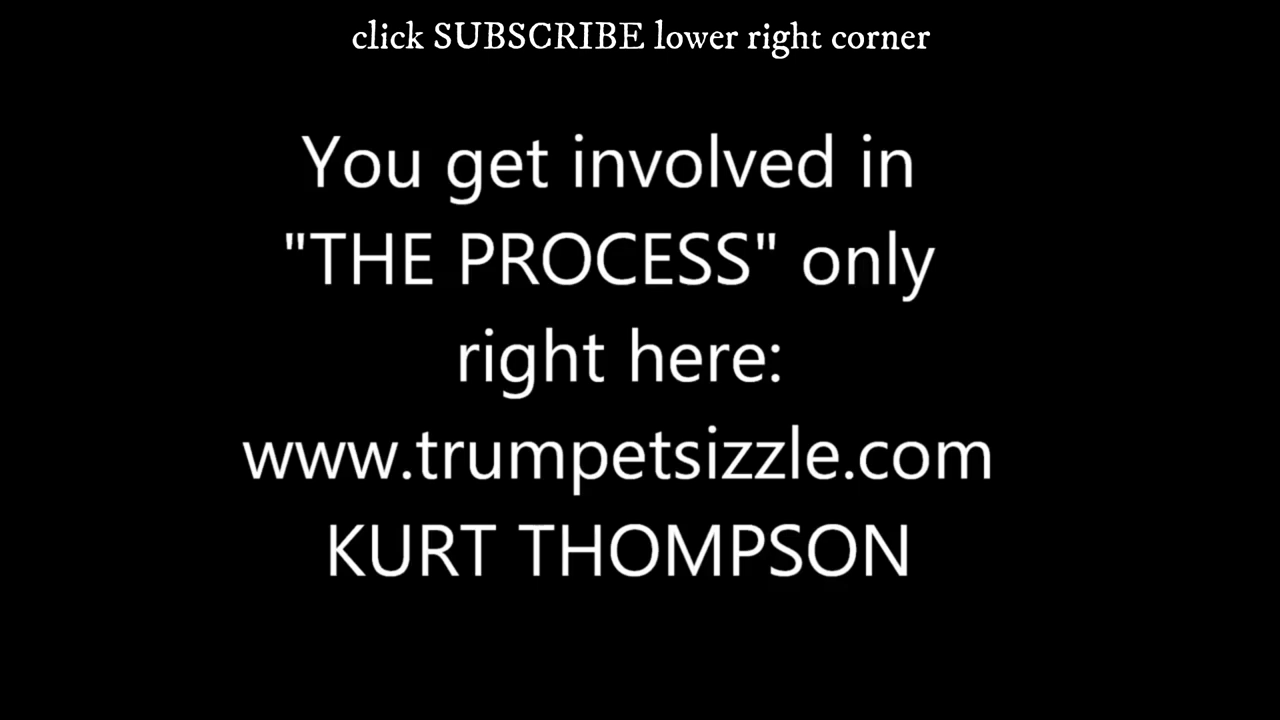 click SUBSCRIBE lower right corner
You get involved in
"THE PROCESS" only
right here:
www.trumpetsizzle.com
KURT THOMPSON